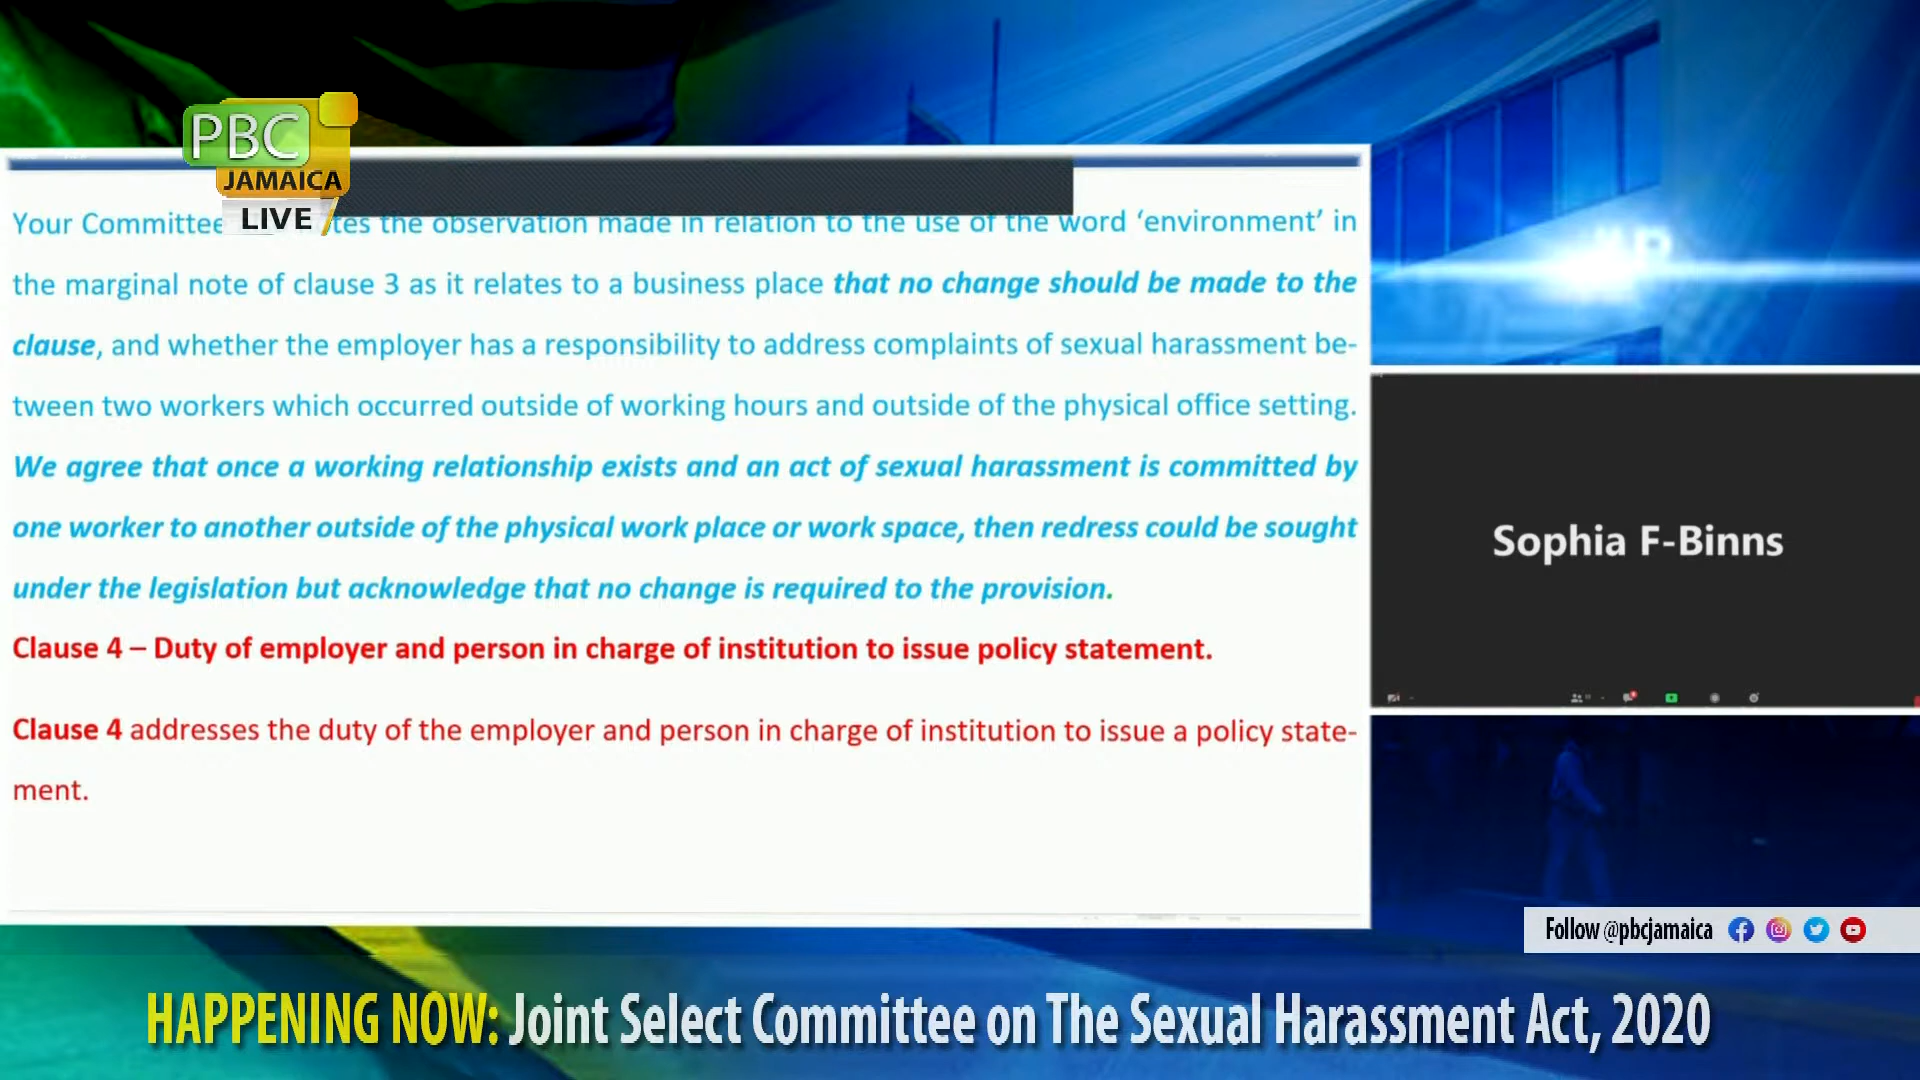 PBC
JAMAICA
LIVE
Your Committee tes the observation made in relation to the use of the word ‘environment’ in
the marginal note of clause 3 as it relates to a business place that no change should be made to the
clause, and whether the employer has a responsibility to address complaints of sexual harassment be-
tween two workers which occurred outside of working hours and outside of the physical office setting.
We agree that once a working relationship exists and an act of sexual harassment is committed by
one worker to another outside of the physical work place or work space, then redress could be sought
under the legislation but acknowledge that no change is required to the provision.
Clause 4 – Duty of employer and person in charge of institution to issue policy statement.
Clause 4 addresses the duty of the employer and person in charge of institution to issue a policy state-
ment.
Sophia F-Binns
Follow @pbcjamaica
HAPPENING NOW: Joint Select Committee on The Sexual Harassment Act, 2020